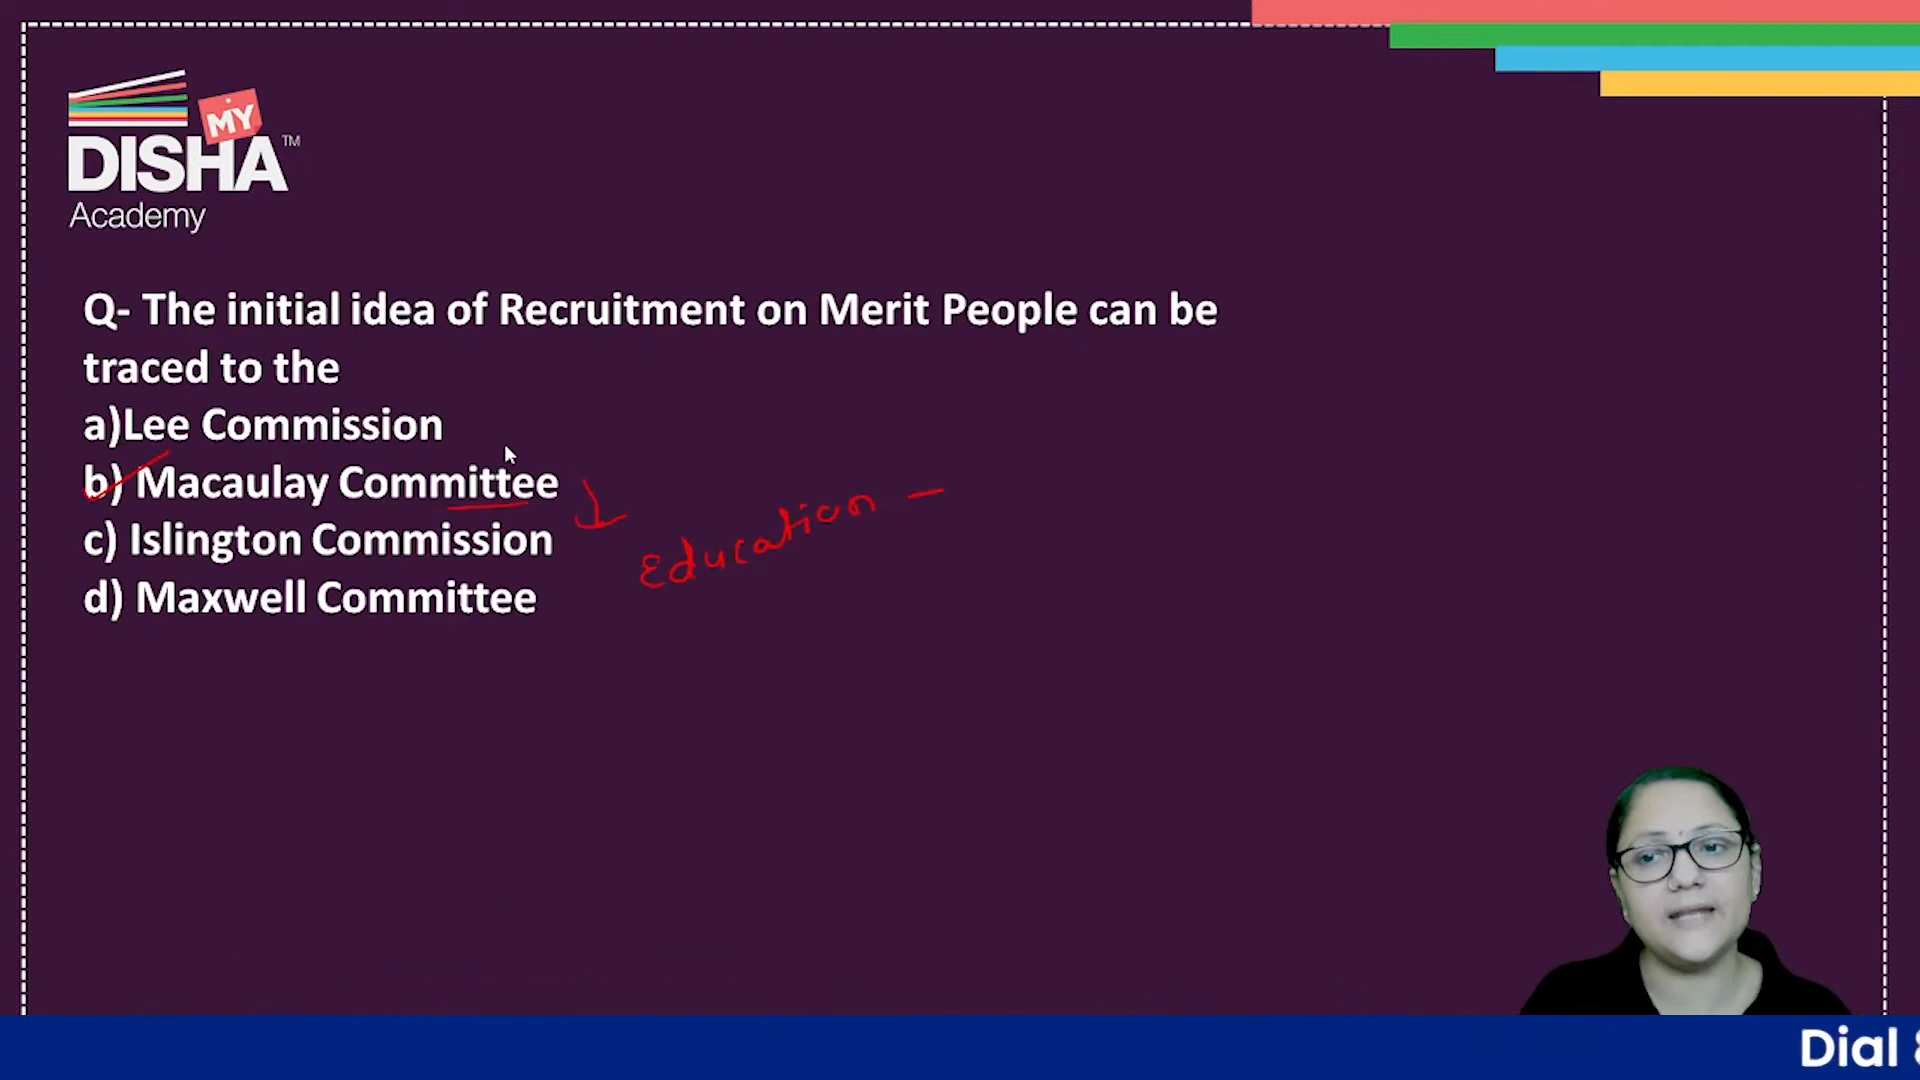 MY
DISHA™
Academy
Q- The initial idea of Recruitment on Merit People can be
traced to the
a)Lee Commission
b) Macaulay Committee
c) Islington Commission
d) Maxwell Committee
Education –
Dial